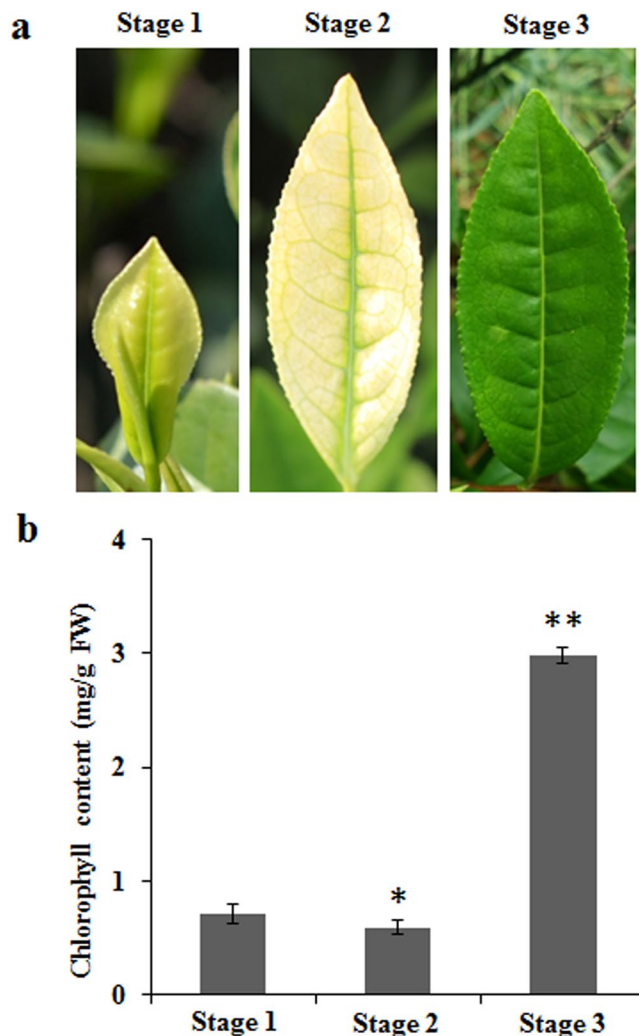 a
Stage 1
Stage 2
Stage 3
b
Chlorophyll content (mg/g FW)
4
3
2
1
0
*
**
Stage 1
Stage 2
Stage 3